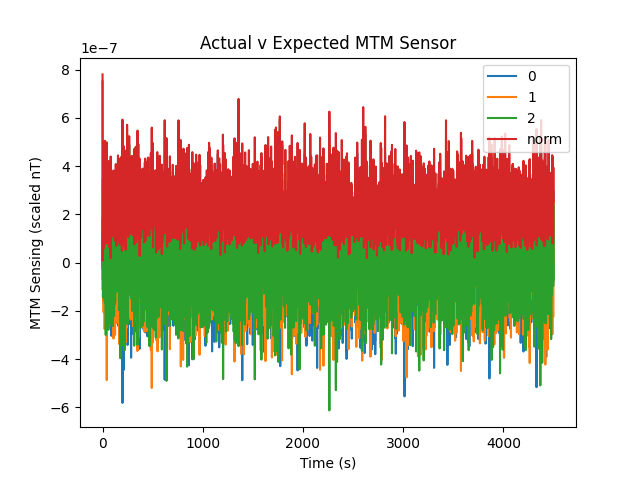 Actual v Expected MTM Sensor
1e−7
8
6
4
2
0
−2
−4
−6
MTM Sensing (scaled nT)
0
1
2
norm
0 1000 2000 3000 4000
Time (s)